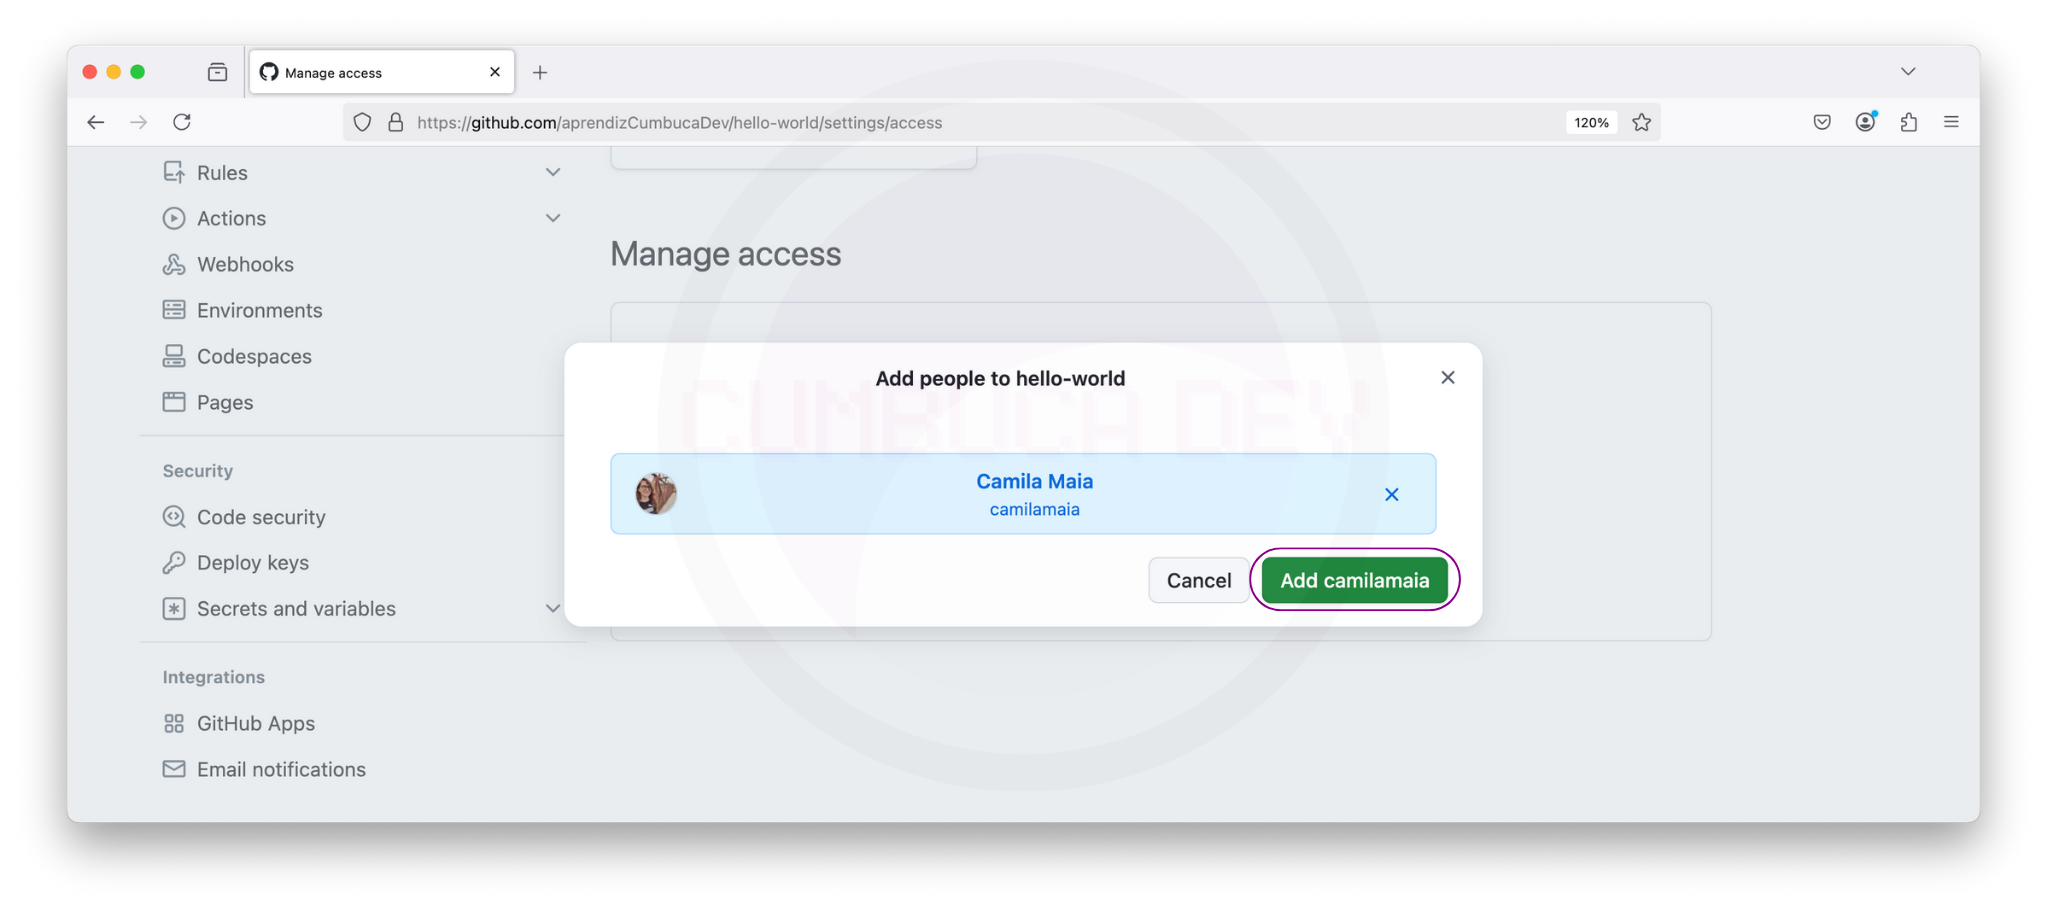 Manage access
https://github.com/aprendizCumbucaDev/hello-world/settings/access
120%
Rules
Actions
Webhooks
Environments
Codespaces
Pages
Security
Code security
Deploy keys
Secrets and variables
Integrations
GitHub Apps
Email notifications
Manage access
Add people to hello-world
CUMBUCA DEV
Camila Maia
camilamaia
Cancel
Add camilamaia